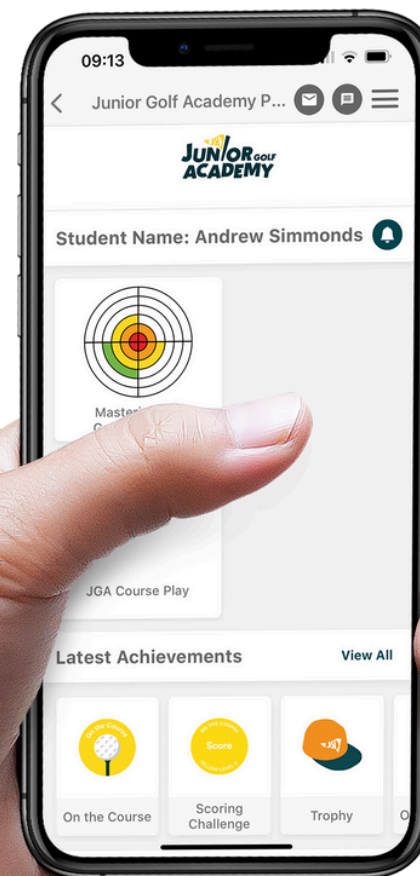 09:13
Junior Golf Academy P...
JUNIOR GOLF
ACADEMY
Student Name: Andrew Simmonds
JGA Course Play
Latest Achievements
View All
On the Course
Score
On the Course
Scoring
Challenge
Trophy